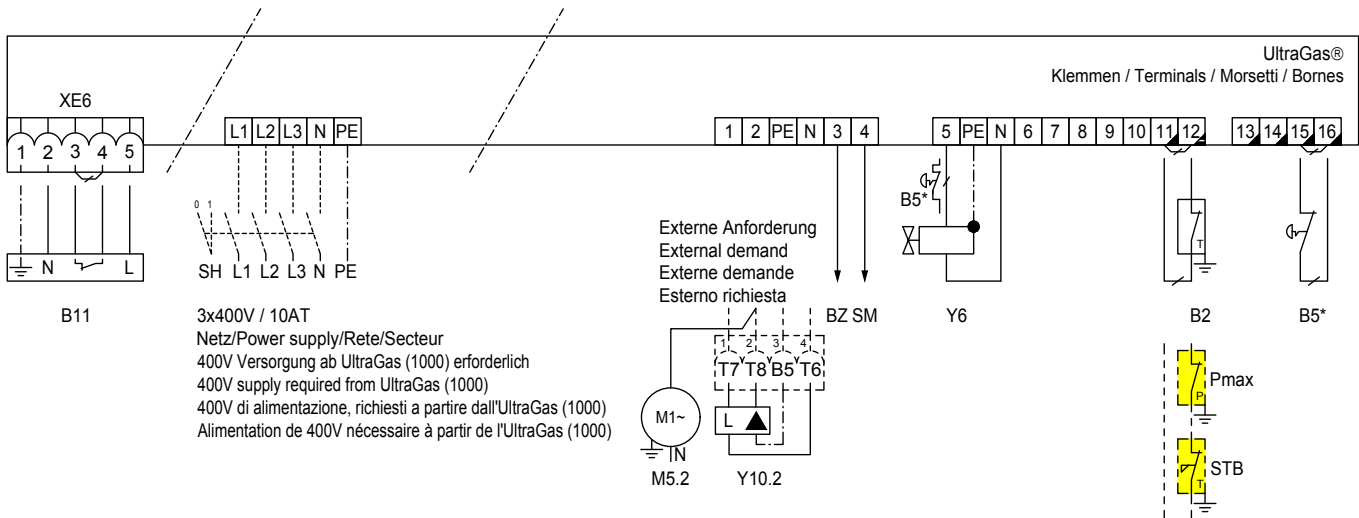 UltraGas®
Klemmen / Terminals / Morsetti / Bornes
XE6
1 2 3 4 5
L1 L2 L3 N PE
1 2 PE N 3 4
5 PE N 6 7 8 9 10 11 12
13 14 15 16
N L
B11
0 1
SH L1 L2 L3 N PE
3x400V / 10AT
Netz/Power supply/Rete/Secteur
400V Versorgung ab UltraGas (1000) erforderlich
400V supply required from UltraGas (1000)
400V di alimentazione, richiesti a partire dall'UltraGas (1000)
Alimentation de 400V nécessaire à partir de l'UltraGas (1000)
Externe Anforderung
External demand
Externe demande
Esterno richiesta
1 2 3 4
T7 T8 B5 T6
M1~
N
M5.2
L
Y10.2
BZ SM
B5*
Y6
T
B2
B5*
Pmax
P
STB
T